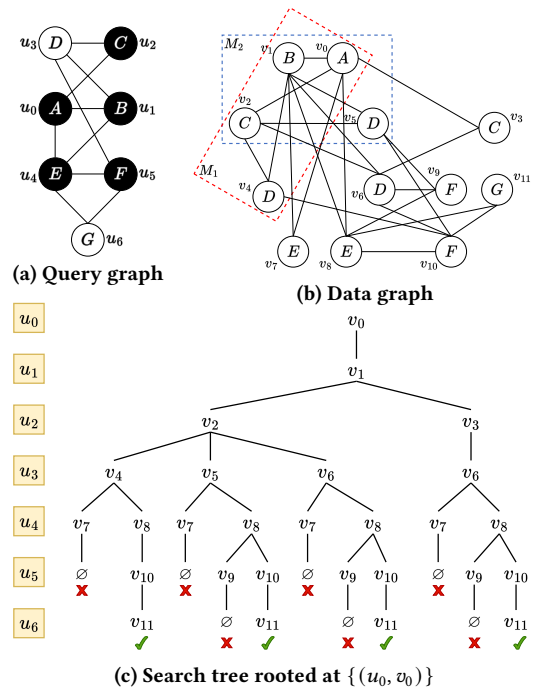 u₃ D C u₂
u₀ A B u₁
u₄ E F u₅
G
u₆
(a) Query graph
M₂ v₁ B v₀ A
v₂ C v₅ D C v₃
M₁ v₄ D v₆ D v₉ F G v₁₁
E v₇ E v₈ F v₁₀
(b) Data graph
u₀ v₀
u₁ v₁
u₂ v₂ v₃
u₃ v₄ v₅ v₆ v₆
u₄ v₇ v₈ v₇ v₈ v₇ v₈ v₇ v₈
u₅ ∅ v₁₀ ∅ v₉ v₁₀ ∅ v₉ v₁₀ ∅ v₉ v₁₀
u₆ v₁₁ ∅ v₁₁ ∅ v₁₁ ∅ v₁₁
(c) Search tree rooted at {(u₀, v₀)}